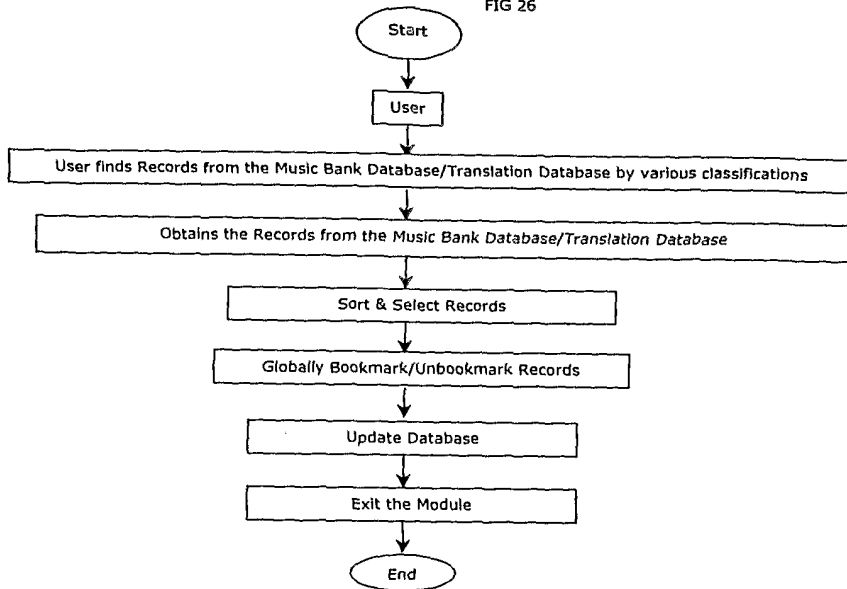 FIG 26
Start
User
User finds Records from the Music Bank Database/Translation Database by various classifications
Obtains the Records from the Music Bank Database/Translation Database
Sort & Select Records
Globally Bookmark/Unbookmark Records
Update Database
Exit the Module
End